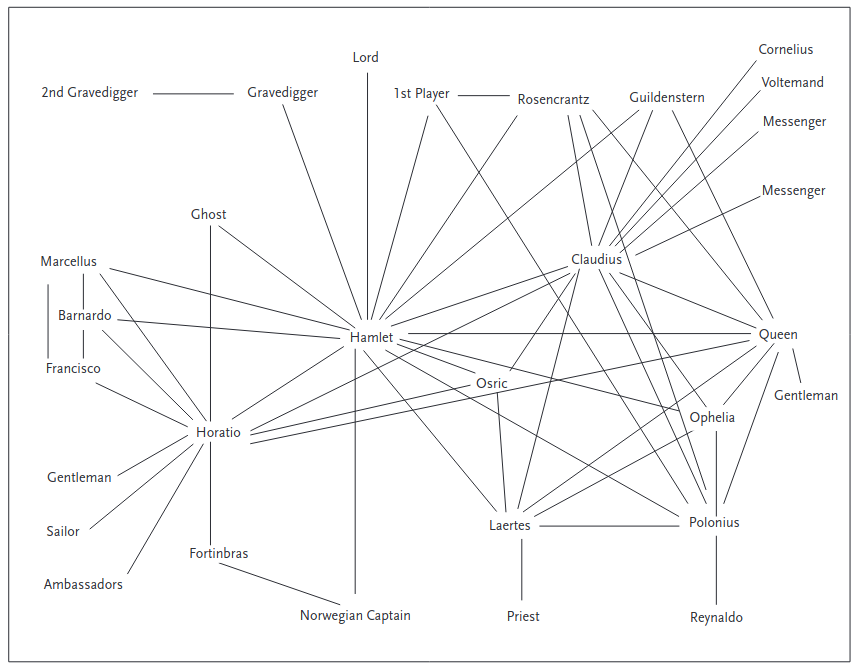 Cornelius
Lord
Voltemand
2nd Gravedigger
Gravedigger
1st Player
Rosencrantz
Guildenstern
Messenger
Messenger
Ghost
Marcellus
Claudius
Barnardo
Hamlet
Queen
Francisco
Osric
Gentleman
Ophelia
Horatio
Gentleman
Laertes
Polonius
Sailor
Fortinbras
Ambassadors
Norwegian Captain
Priest
Reynaldo